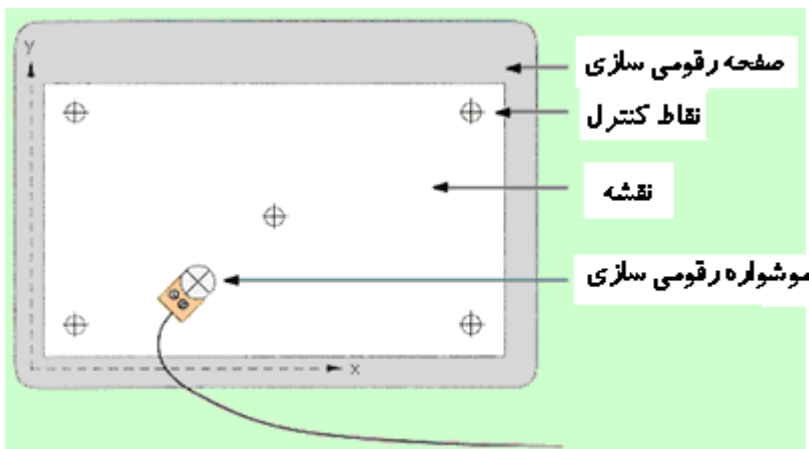 Y
صفحه رقومی سازی
نقاط کنترل
نقشه
موشواره رقومی سازی
X